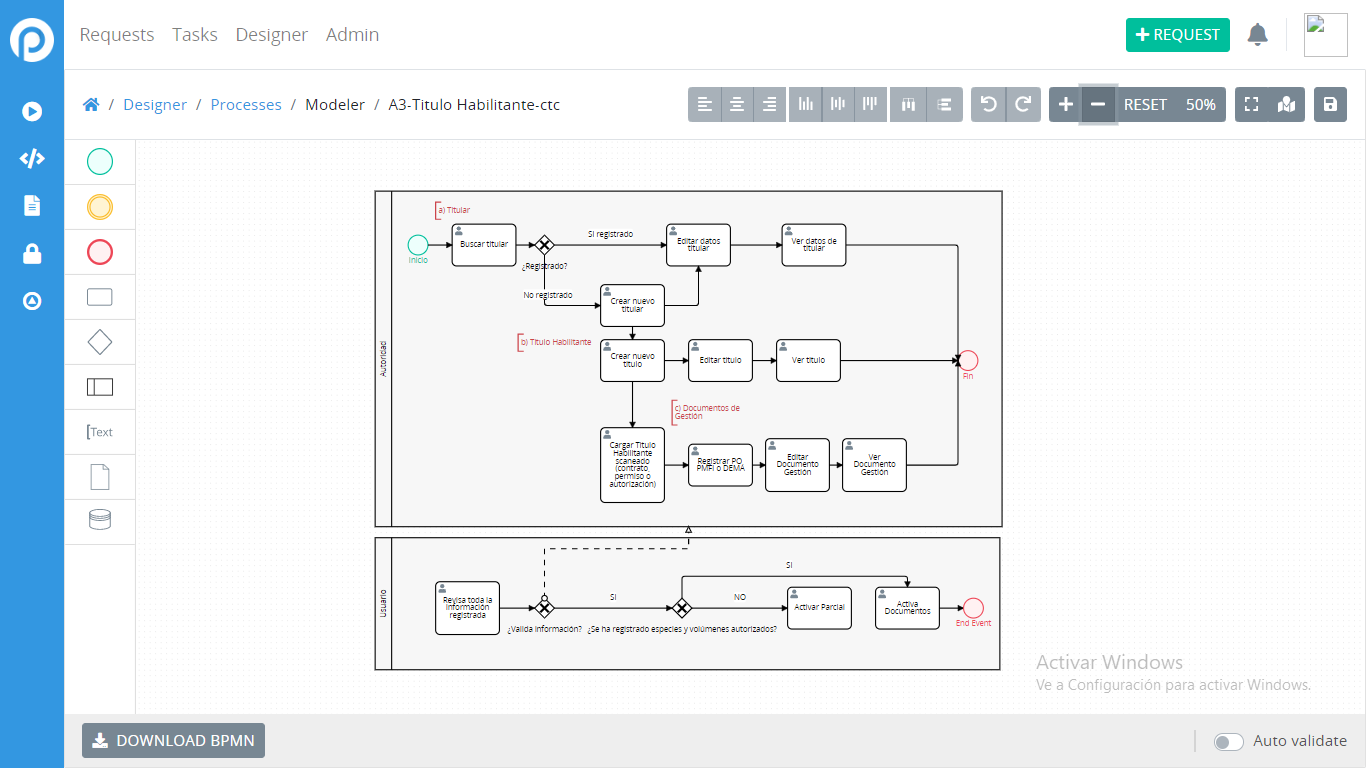 Requests Tasks Designer Admin
REQUEST
/ Designer / Processes / Modeler / A3-Titulo Habilitante-ctc
RESET 50%
[Text
Autoridad
a) Titular
Inicio
Buscar titular
¿Registrado?
Si registrado
No registrado
Editar datos
titular
Ver datos de
titular
Crear nuevo
titular
b) Titulo Habilitante
Crear nuevo
titulo
Editar titulo
Ver titulo
Fin
c) Documentos de
Gestión
Cargar Titulo
Habilitante
scaneado
(contrato,
permiso o
autorización)
Registrar PO,
PMFI o DEMA
Editar
Documento
Gestión
Ver
Documento
Gestión
Usuario
Revisa toda la
información
registrada
¿Valida información?
SI
¿Se ha registrado especies y volúmenes autorizados?
SI
NO
Activar Parcial
Activa
Documentos
End Event
Activar Windows
Ve a Configuración para activar Windows.
DOWNLOAD BPMN
Auto validate